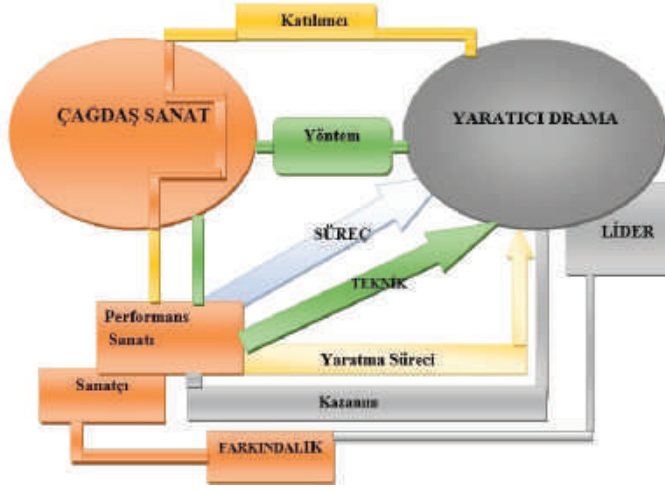 Katılımcı
ÇAĞDAŞ SANAT
YARATICI DRAMA
Yöntem
SÜREÇ
LİDER
TEKNİK
Performans
Sanatı
Yaratma Süreci
Sanatçı
Kazanım
FARKINDALIK